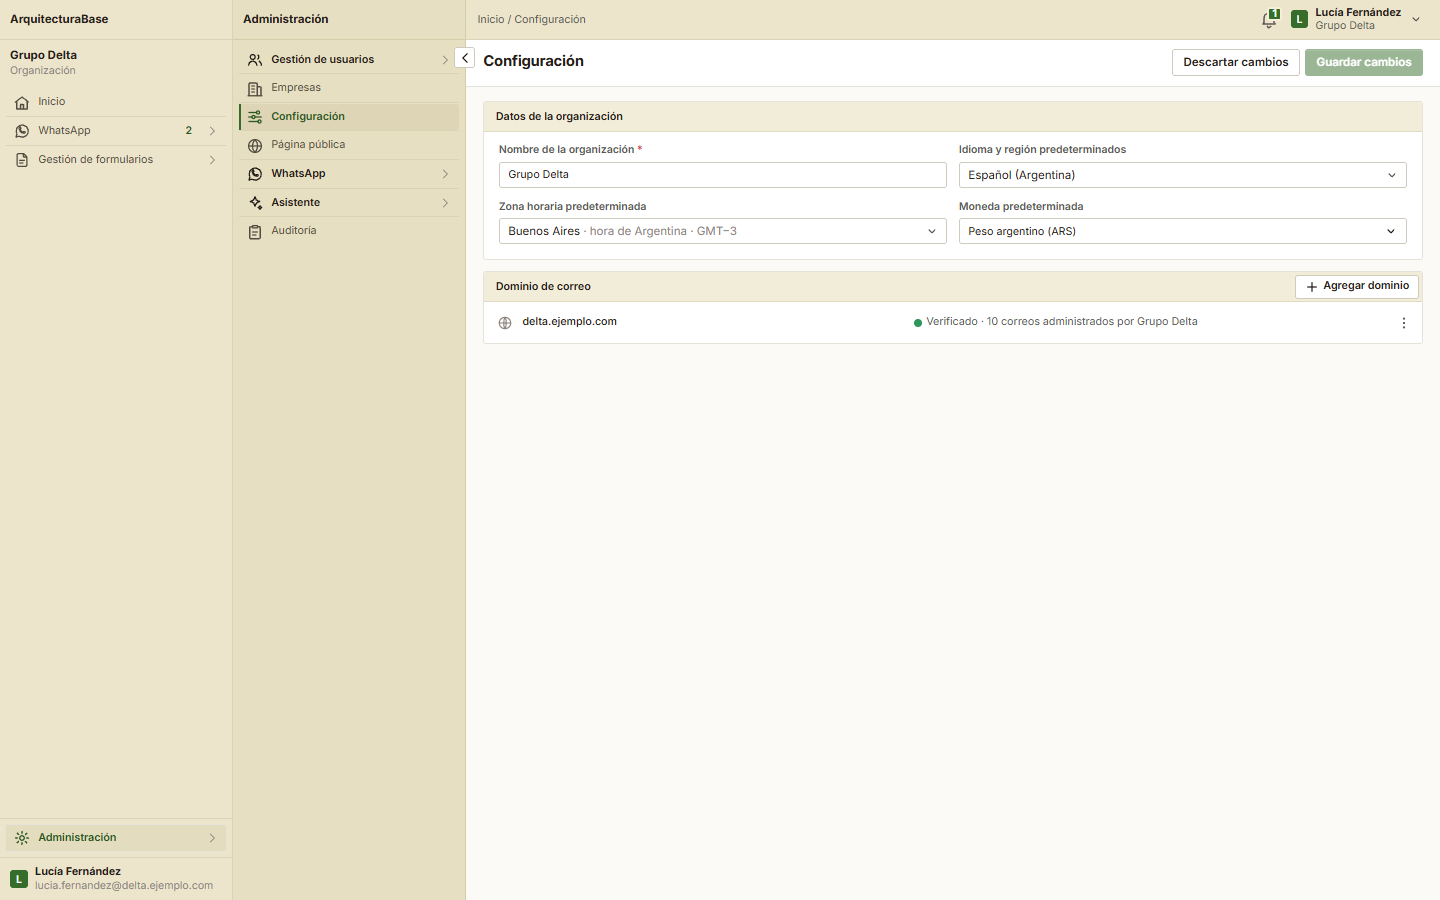 ArquitecturaBase
Grupo Delta
Organización
Inicio
WhatsApp 2
Gestión de formularios
Administración
Lucía Fernández
lucia.fernandez@delta.ejemplo.com
L
Administración
Gestión de usuarios
Empresas
Configuración
Página pública
WhatsApp
Asistente
Auditoría
Inicio / Configuración
1
L
Lucía Fernández
Grupo Delta
Configuración
Descartar cambios
Guardar cambios
Datos de la organización
Nombre de la organización *
Grupo Delta
Idioma y región predeterminados
Español (Argentina)
Zona horaria predeterminada
Buenos Aires · hora de Argentina · GMT−3
Moneda predeterminada
Peso argentino (ARS)
Dominio de correo
Agregar dominio
delta.ejemplo.com
Verificado · 10 correos administrados por Grupo Delta